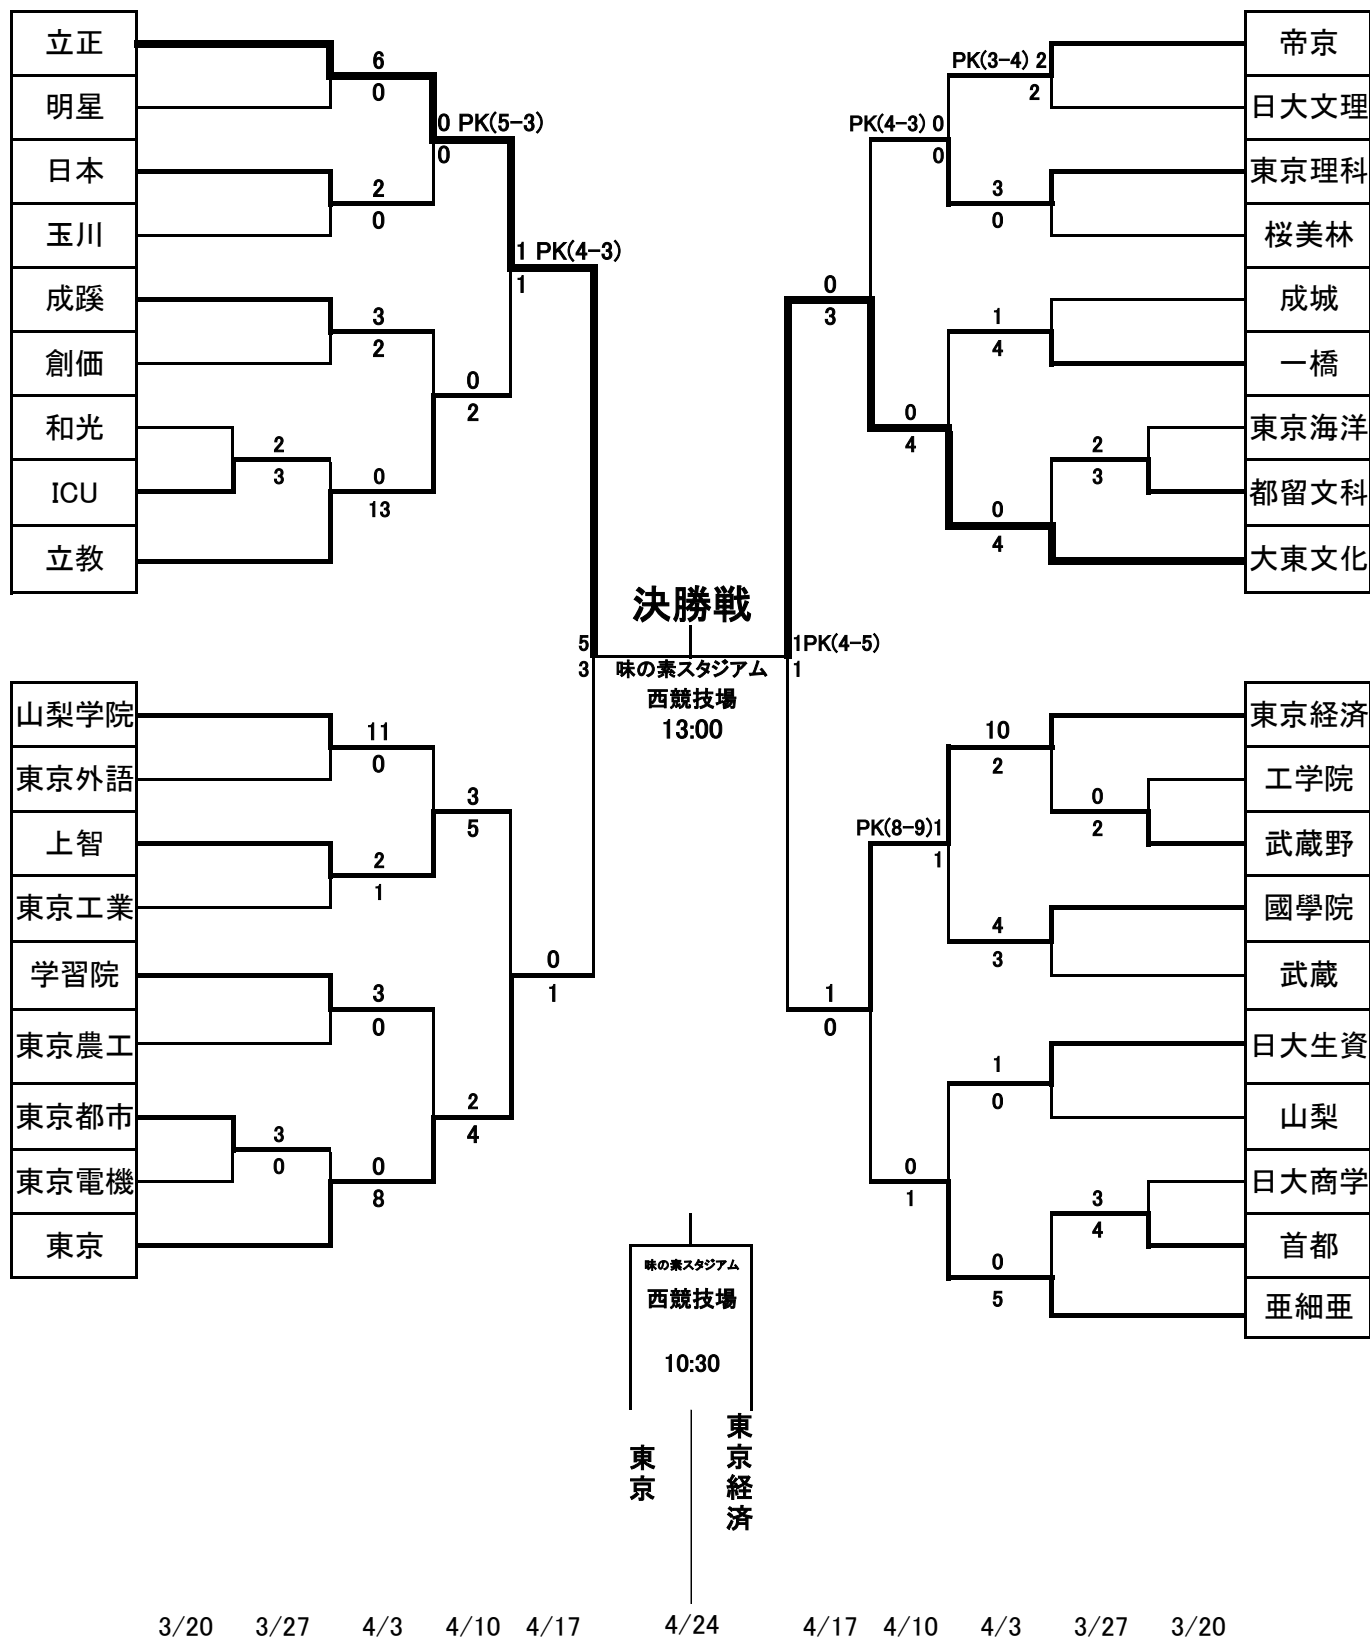 立正
明星
日本
玉川
成蹊
創価
和光
ICU
立教
6
0
0 PK(5-3)
0
2
0
1 PK(4-3)
1
3
2
0
2
2
3
0
13
帝京
日大文理
東京理科
桜美林
成城
一橋
東京海洋
都留文科
大東文化
PK(3-4) 2
2
PK(4-3) 0
0
3
0
0
3
1
4
0
4
2
3
0
4
決勝戦
5
3
味の素スタジアム
西競技場
13:00
1PK(4-5)
1
山梨学院
東京外語
上智
東京工業
学習院
東京農工
東京都市
東京電機
東京
11
0
3
5
2
1
0
1
3
0
2
4
3
0
0
8
東京経済
工学院
武蔵野
國學院
武蔵
日大生資
山梨
日大商学
首都
亜細亜
10
2
0
2
PK(8-9)1
1
4
3
1
0
1
0
0
1
3
4
0
5
味の素スタジアム
西競技場
10:30
東京
東京経済
3/20 3/27 4/3 4/10 4/17 4/24 4/17 4/10 4/3 3/27 3/20